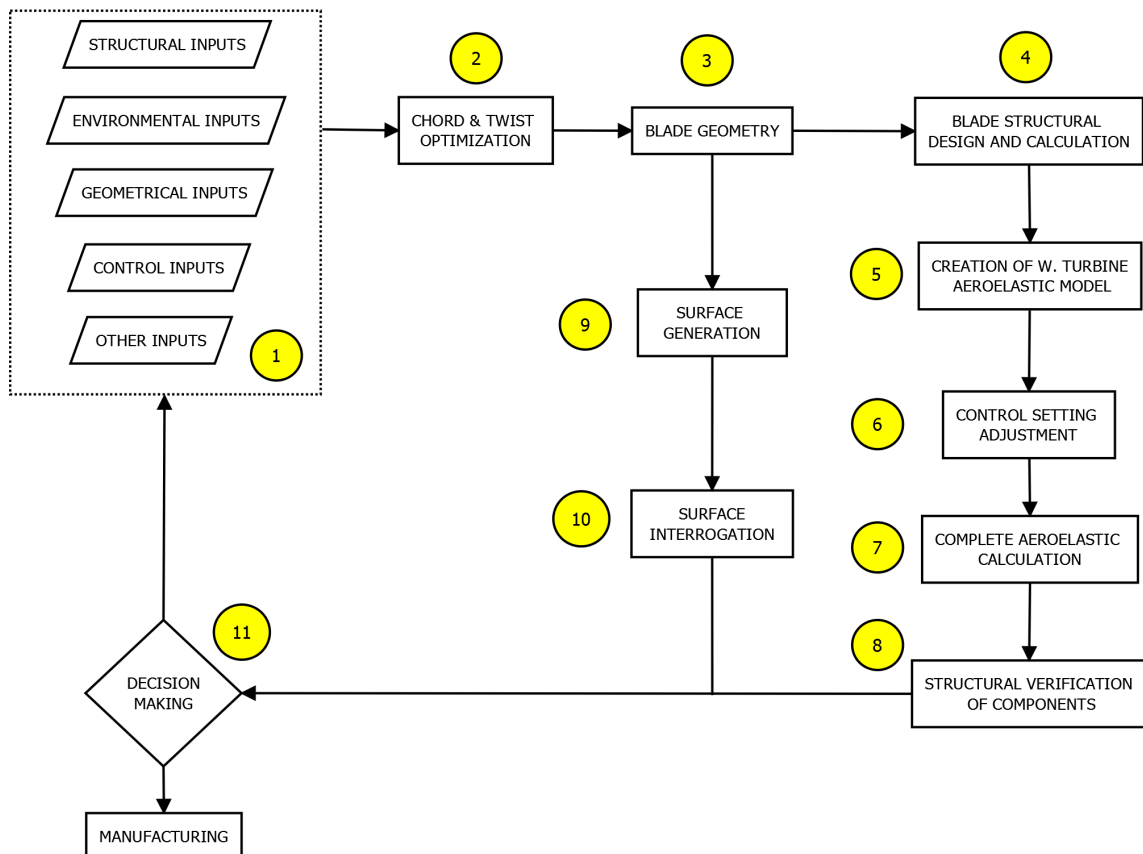 STRUCTURAL INPUTS
ENVIRONMENTAL INPUTS
GEOMETRICAL INPUTS
CONTROL INPUTS
OTHER INPUTS
1
2
CHORD & TWIST
OPTIMIZATION
3
BLADE GEOMETRY
4
BLADE STRUCTURAL
DESIGN AND CALCULATION
5
CREATION OF W. TURBINE
AEROELASTIC MODEL
6
CONTROL SETTING
ADJUSTMENT
7
COMPLETE AEROELASTIC
CALCULATION
8
STRUCTURAL VERIFICATION
OF COMPONENTS
9
SURFACE
GENERATION
10
SURFACE
INTERROGATION
11
DECISION
MAKING
MANUFACTURING